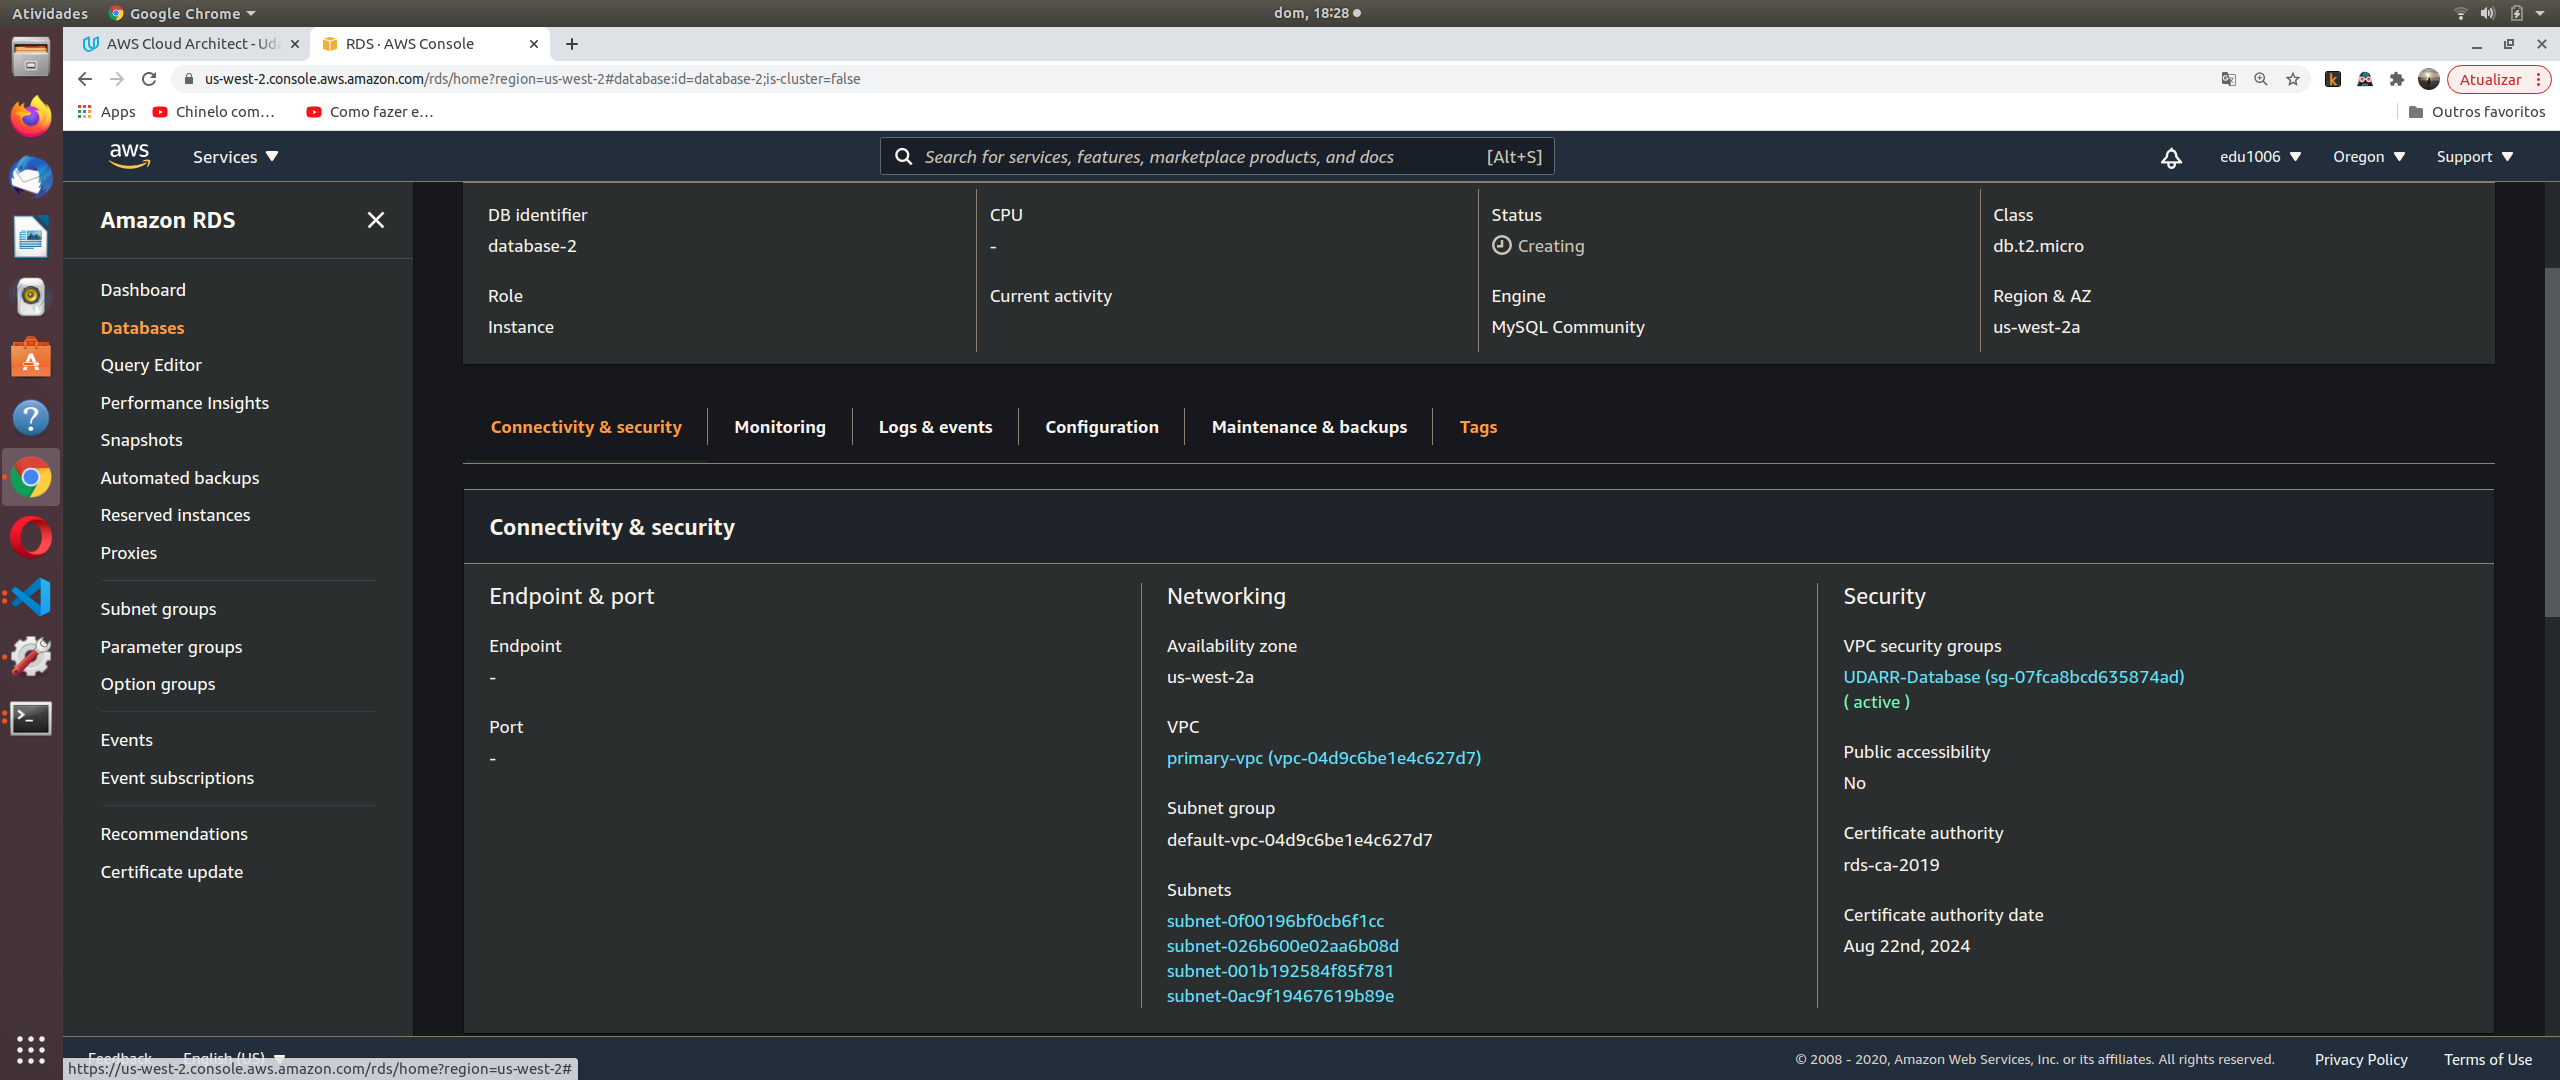 Atividades
Google Chrome
dom, 18:28
AWS Cloud Architect - Uda
RDS · AWS Console
us-west-2.console.aws.amazon.com/rds/home?region=us-west-2#database:id=database-2;is-cluster=false
Atualizar
Apps
Chinelo com...
Como fazer e...
Outros favoritos
aws
Services
Search for services, features, marketplace products, and docs
[Alt+S]
edu1006
Oregon
Support
Amazon RDS
Dashboard
Databases
Query Editor
Performance Insights
Snapshots
Automated backups
Reserved instances
Proxies
Subnet groups
Parameter groups
Option groups
Events
Event subscriptions
Recommendations
Certificate update
DB identifier
database-2
Role
Instance
CPU
-
Current activity
Status
Creating
Engine
MySQL Community
Class
db.t2.micro
Region & AZ
us-west-2a
Connectivity & security
Monitoring
Logs & events
Configuration
Maintenance & backups
Tags
Connectivity & security
Endpoint & port
Endpoint
-
Port
-
Networking
Availability zone
us-west-2a
VPC
primary-vpc (vpc-04d9c6be1e4c627d7)
Subnet group
default-vpc-04d9c6be1e4c627d7
Subnets
subnet-0f00196bf0cb6f1cc
subnet-026b600e02aa6b08d
subnet-001b192584f85f781
subnet-0ac9f19467619b89e
Security
VPC security groups
UDARR-Database (sg-07fca8bcd635874ad)
( active )
Public accessibility
No
Certificate authority
rds-ca-2019
Certificate authority date
Aug 22nd, 2024
Feedback
English (US)
© 2008 - 2020, Amazon Web Services, Inc. or its affiliates. All rights reserved.
Privacy Policy
Terms of Use
https://us-west-2.console.aws.amazon.com/rds/home?region=us-west-2#